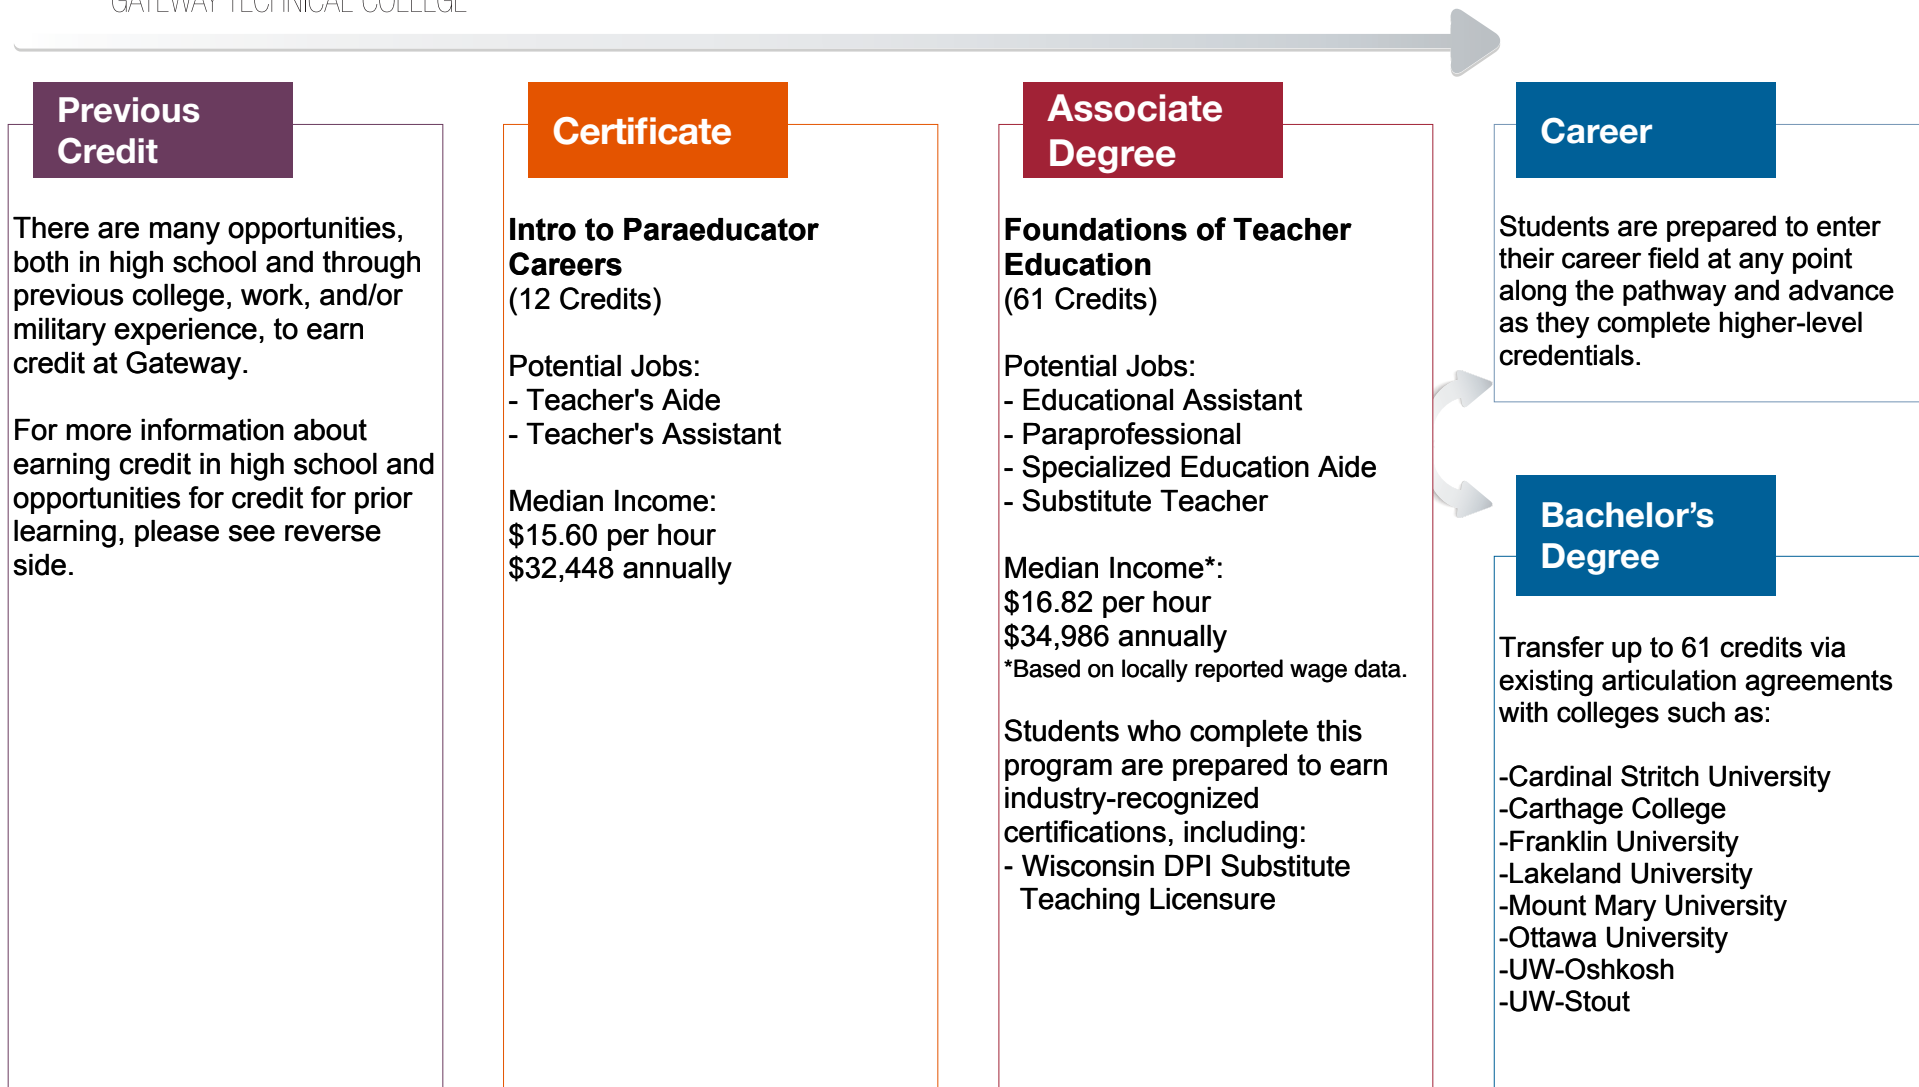 GATEWAY TECHNICAL COLLEGE
Previous
Credit
There are many opportunities,
both in high school and through
previous college, work, and/or
military experience, to earn
credit at Gateway.
For more information about
earning credit in high school and
opportunities for credit for prior
learning, please see reverse
side.
Certificate
Intro to Paraeducator
Careers
(12 Credits)
Potential Jobs:
- Teacher's Aide
- Teacher's Assistant
Median Income:
$15.60 per hour
$32,448 annually
Associate
Degree
Foundations of Teacher
Education
(61 Credits)
Potential Jobs:
- Educational Assistant
- Paraprofessional
- Specialized Education Aide
- Substitute Teacher
Median Income*:
$16.82 per hour
$34,986 annually
*Based on locally reported wage data.
Students who complete this
program are prepared to earn
industry-recognized
certifications, including:
- Wisconsin DPI Substitute
Teaching Licensure
Career
Students are prepared to enter
their career field at any point
along the pathway and advance
as they complete higher-level
credentials.
Bachelor’s
Degree
Transfer up to 61 credits via
existing articulation agreements
with colleges such as:
-Cardinal Stritch University
-Carthage College
-Franklin University
-Lakeland University
-Mount Mary University
-Ottawa University
-UW-Oshkosh
-UW-Stout